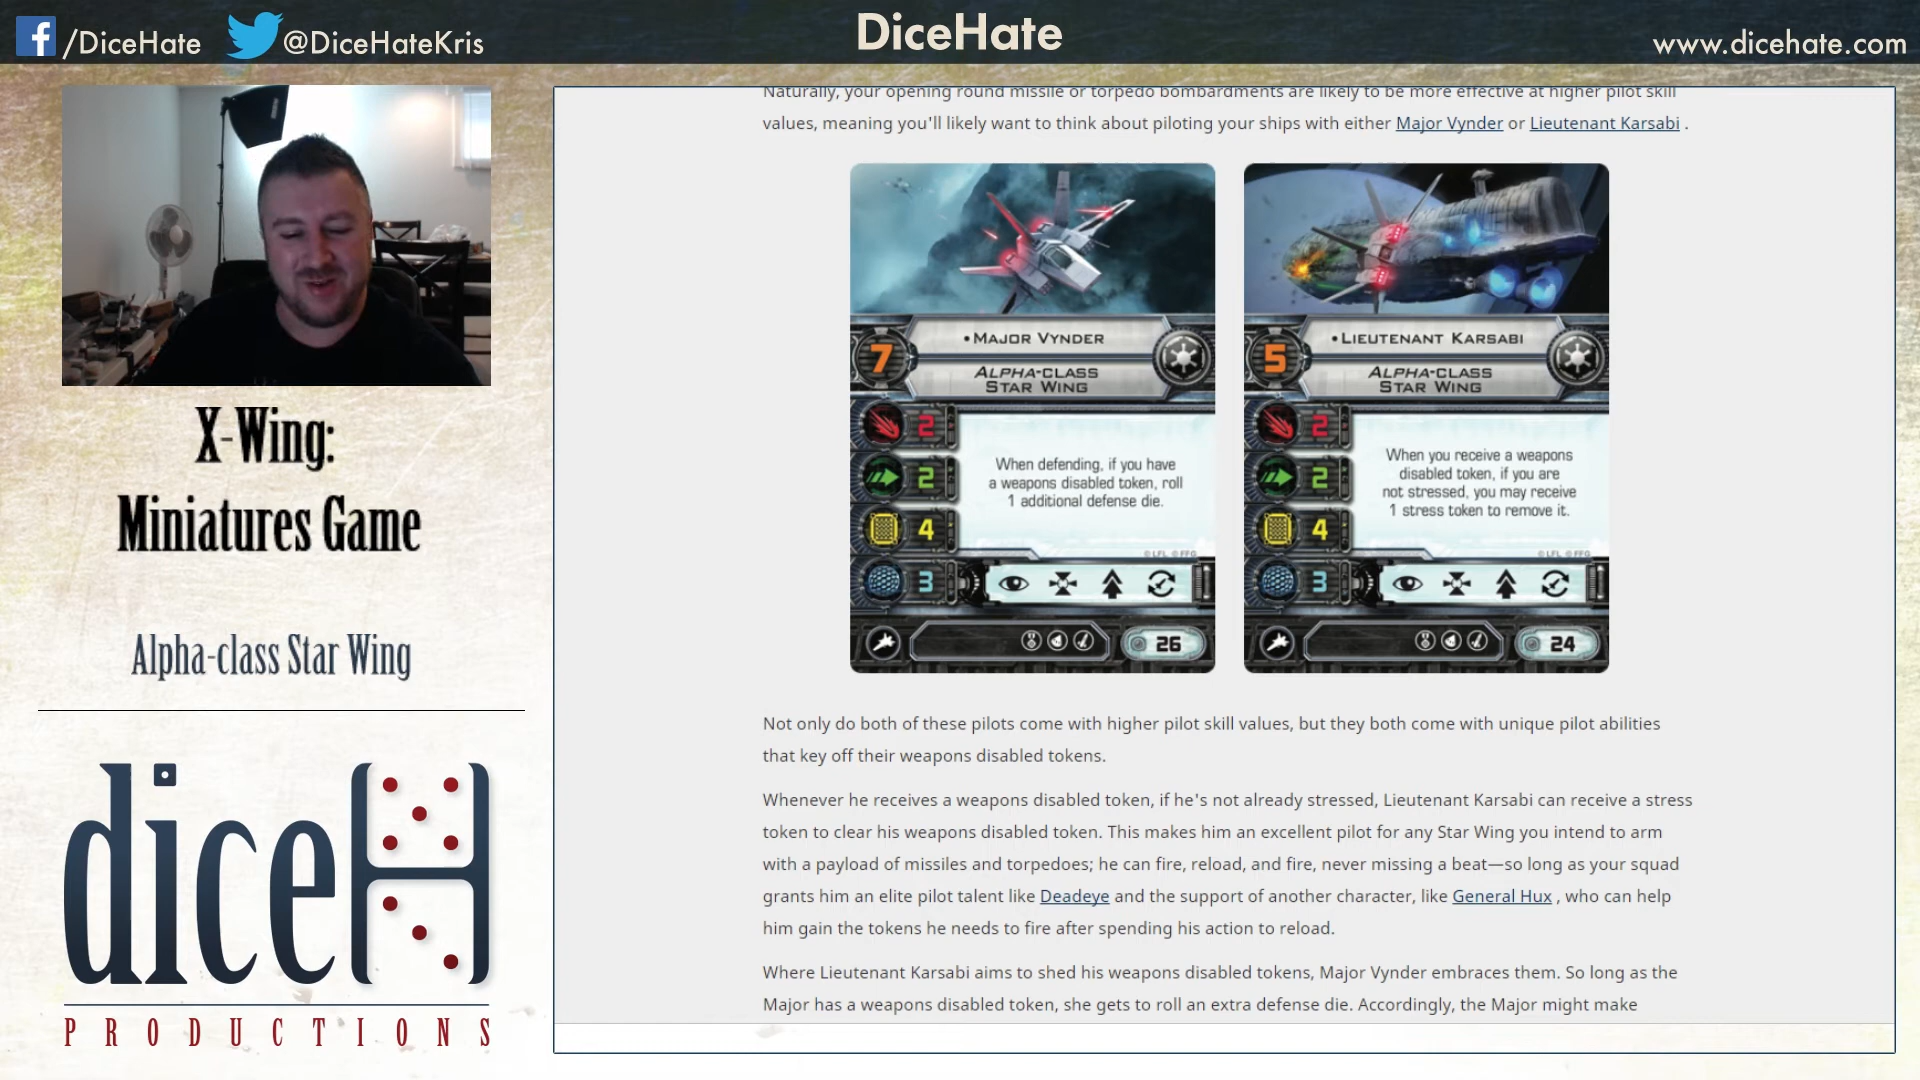 /DiceHate
@DiceHateKris
DiceHate
www.dicehate.com
X-Wing:
Miniatures Game
Alpha-class Star Wing
diceH
PRODUCTIONS
Naturally, your opening round missile or torpedo bombardments are likely to be more effective at higher pilot skill
values, meaning you'll likely want to think about piloting your ships with either Major Vynder or Lieutenant Karsabi .
7
•MAJOR VYNDER
ALPHA-CLASS
STAR WING
2
2
4
3
When defending, if you have
a weapons disabled token, roll
1 additional defense die.
©LFL ©FFG
26
5
•LIEUTENANT KARSABI
ALPHA-CLASS
STAR WING
2
2
4
3
When you receive a weapons
disabled token, if you are
not stressed, you may receive
1 stress token to remove it.
©LFL ©FFG
24
Not only do both of these pilots come with higher pilot skill values, but they both come with unique pilot abilities
that key off their weapons disabled tokens.
Whenever he receives a weapons disabled token, if he's not already stressed, Lieutenant Karsabi can receive a stress
token to clear his weapons disabled token. This makes him an excellent pilot for any Star Wing you intend to arm
with a payload of missiles and torpedoes; he can fire, reload, and fire, never missing a beat—so long as your squad
grants him an elite pilot talent like Deadeye and the support of another character, like General Hux , who can help
him gain the tokens he needs to fire after spending his action to reload.
Where Lieutenant Karsabi aims to shed his weapons disabled tokens, Major Vynder embraces them. So long as the
Major has a weapons disabled token, she gets to roll an extra defense die. Accordingly, the Major might make